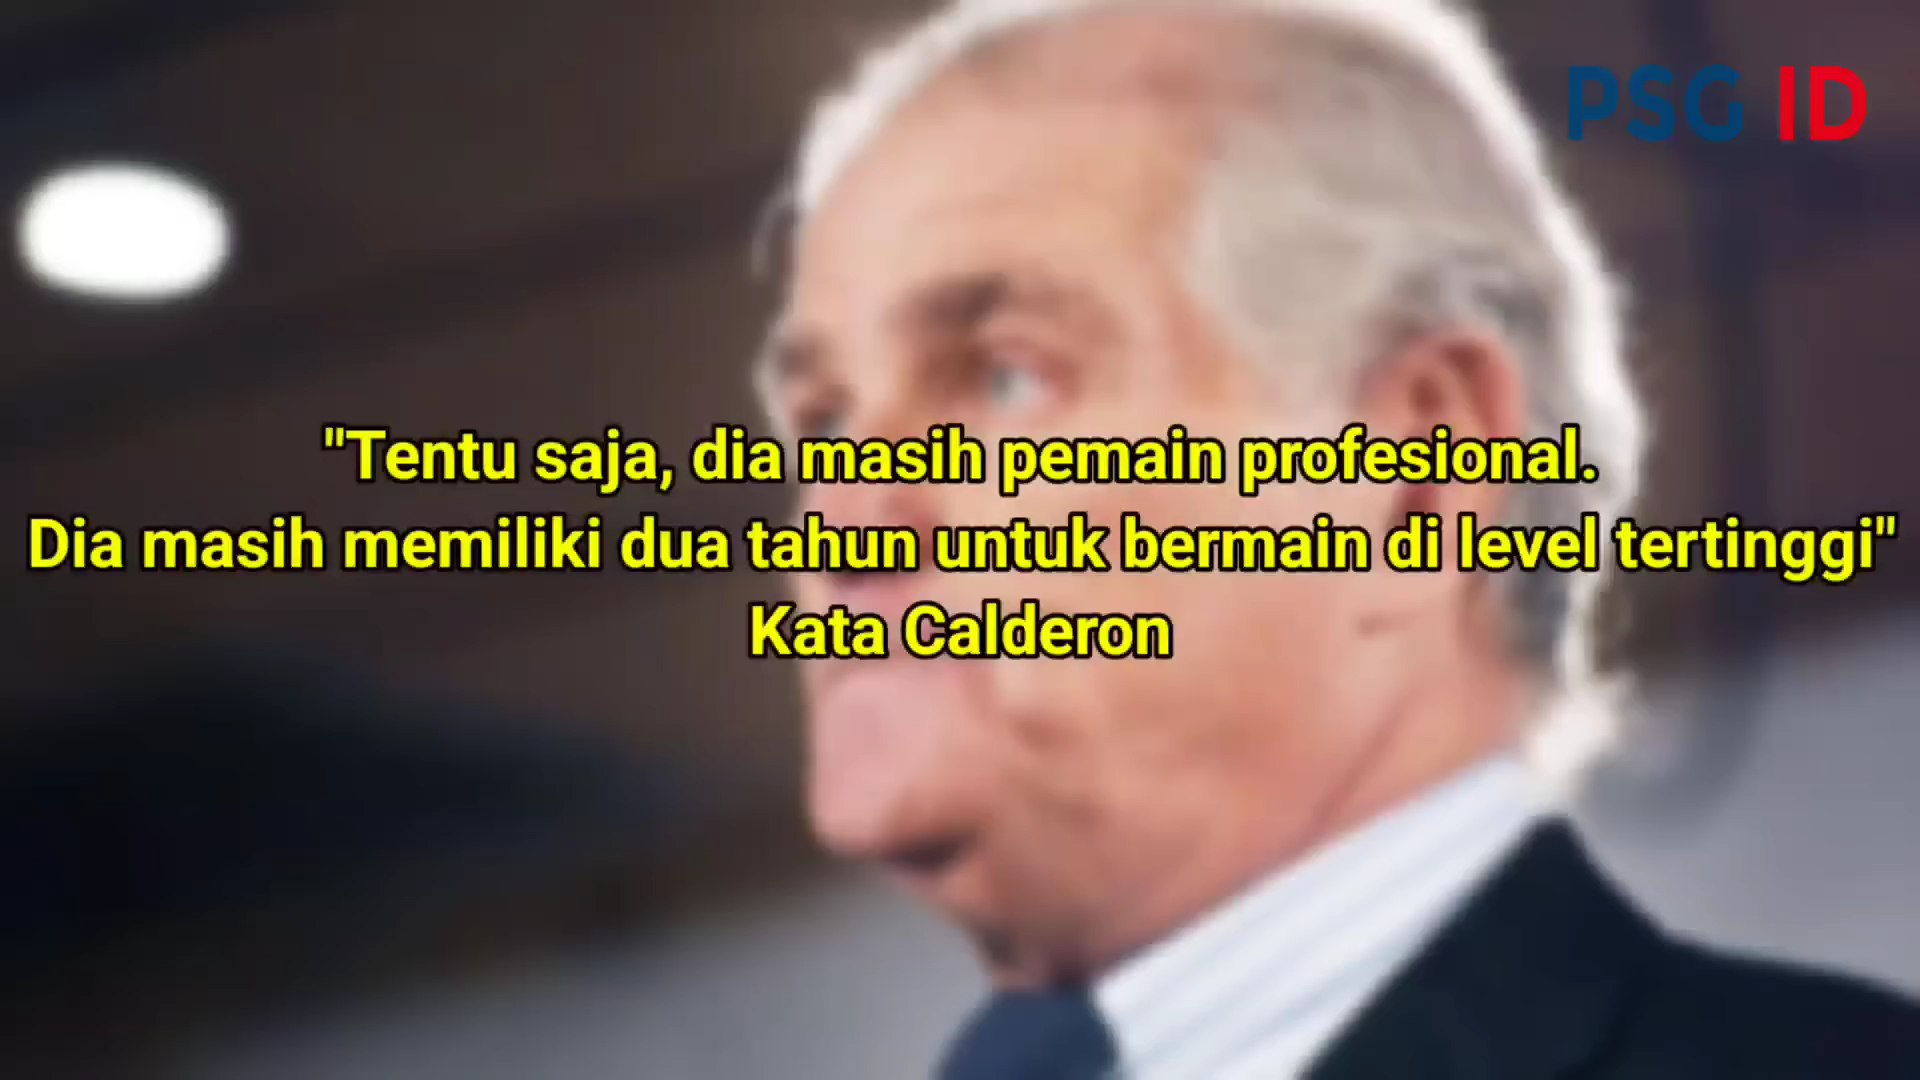 PSG ID
"Tentu saja, dia masih pemain profesional.
Dia masih memiliki dua tahun untuk bermain di level tertinggi"
Kata Calderon